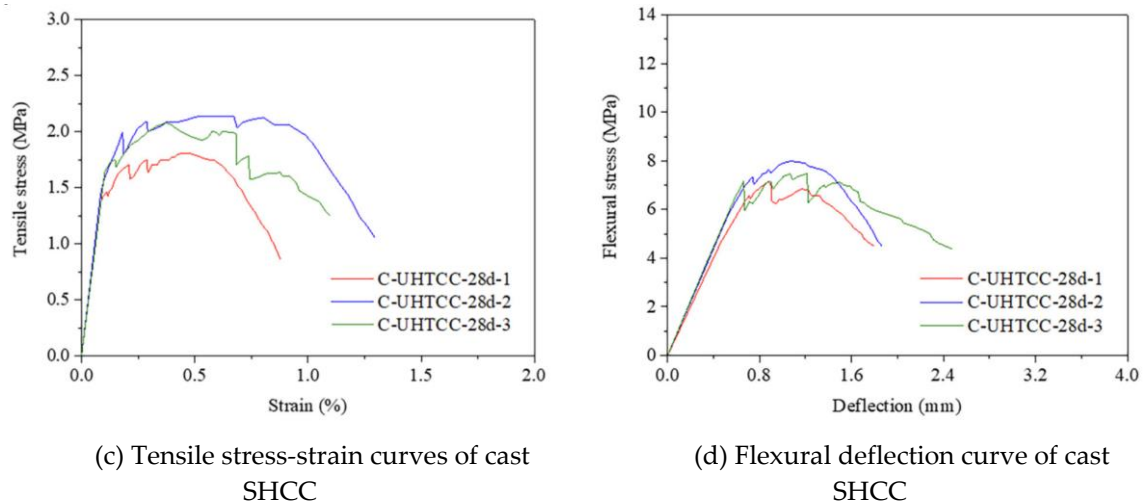 3.0
2.5
2.0
1.5
1.0
0.5
0.0
Tensile stress (MPa)
C-UHTCC-28d-1
C-UHTCC-28d-2
C-UHTCC-28d-3
0.0 0.5 1.0 1.5 2.0
Strain (%)
(c) Tensile stress-strain curves of cast
SHCC
14
12
10
8
6
4
2
0
Flexural stress (MPa)
C-UHTCC-28d-1
C-UHTCC-28d-2
C-UHTCC-28d-3
0.0 0.8 1.6 2.4 3.2 4.0
Deflection (mm)
(d) Flexural deflection curve of cast
SHCC